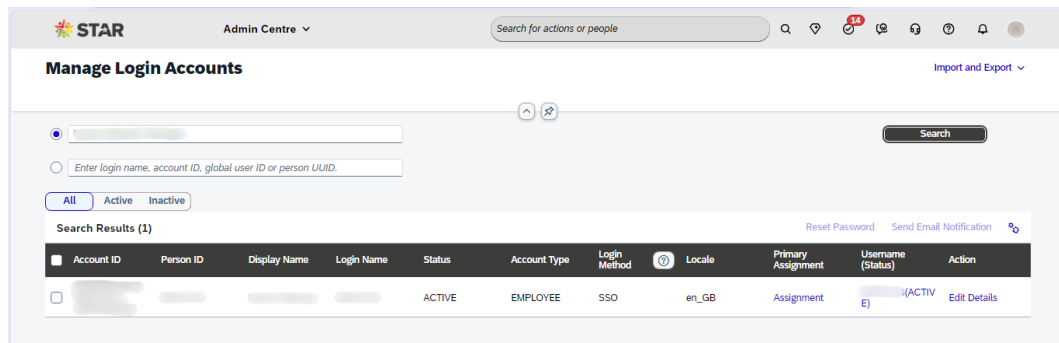 STAR
Admin Centre
Search for actions or people
14
Manage Login Accounts
Import and Export
Search
Enter login name, account ID, global user ID or person UUID.
All Active Inactive
Search Results (1)
Reset Password Send Email Notification
Account ID Person ID Display Name Login Name Status Account Type Login Method Locale Primary Assignment Username (Status) Action
ACTIVE EMPLOYEE SSO en_GB Assignment (ACTIV
E) Edit Details